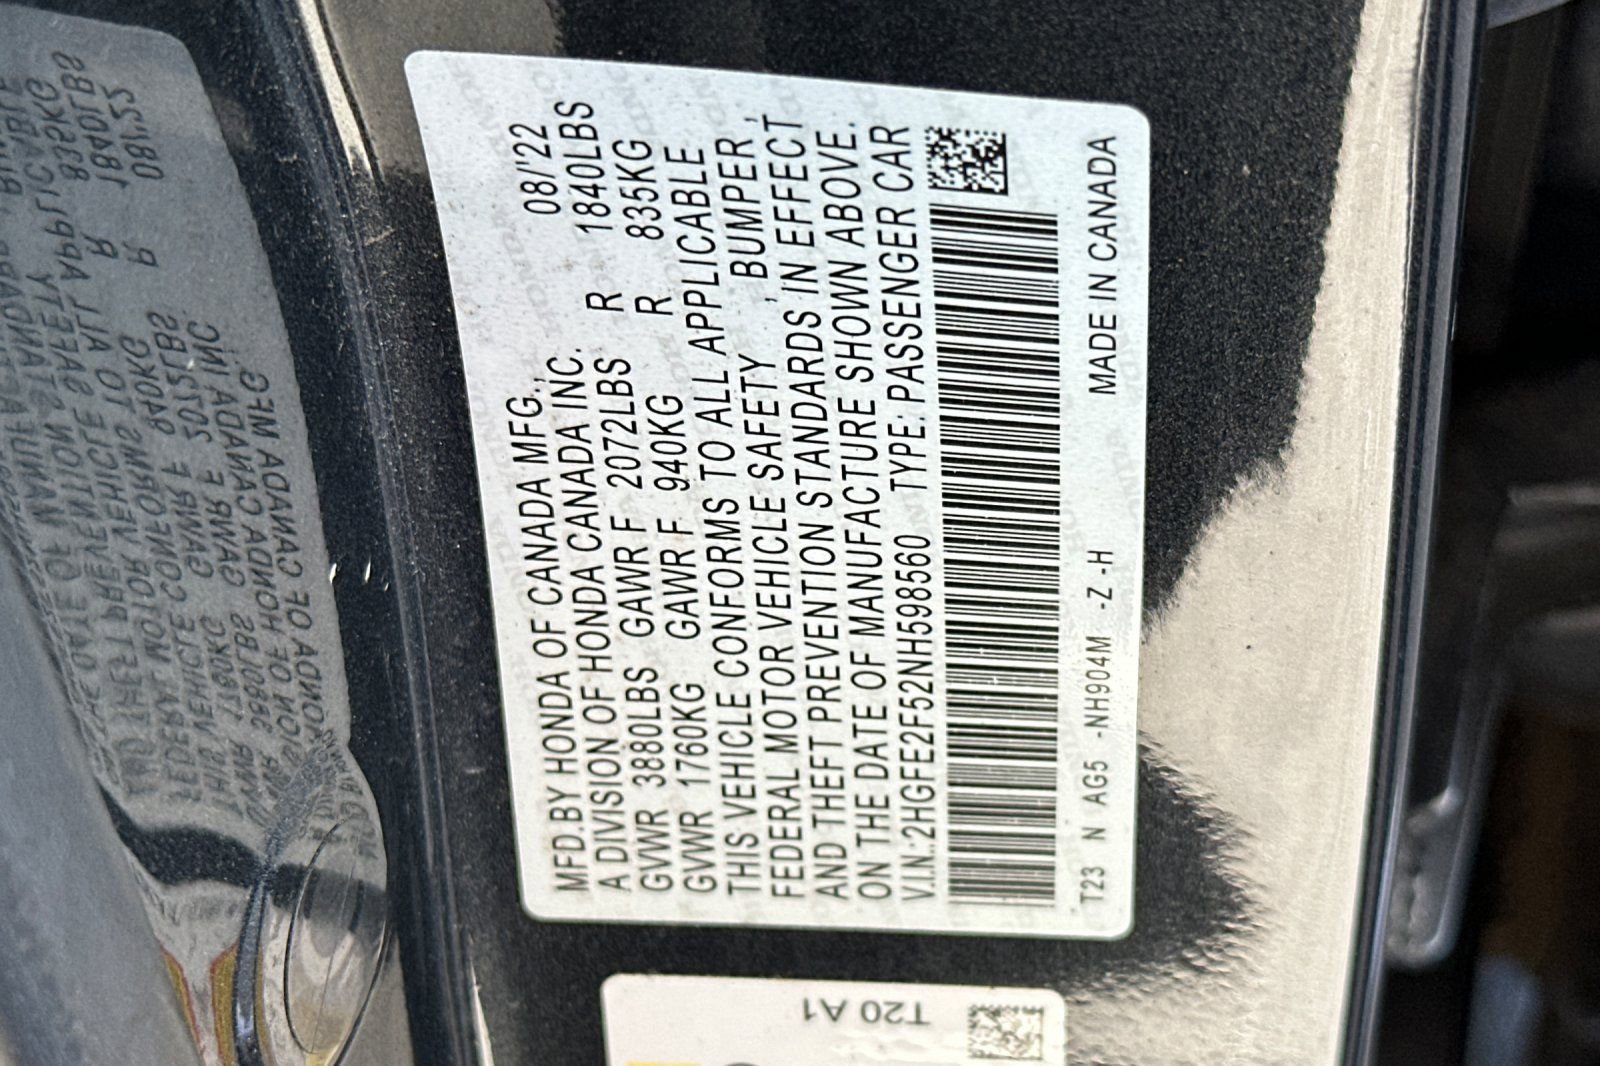 MFD.BY HONDA OF CANADA MFG., 08/'22
A DIVISION OF HONDA CANADA INC.
GVWR 3880LBS GAWR F 2072LBS R 1840LBS
GVWR 1760KG GAWR F 940KG R 835KG
THIS VEHICLE CONFORMS TO ALL APPLICABLE
FEDERAL MOTOR VEHICLE SAFETY , BUMPER ,
AND THEFT PREVENTION STANDARDS IN EFFECT
ON THE DATE OF MANUFACTURE SHOWN ABOVE.
V.I.N.:2HGFE2F52NH598560 TYPE: PASSENGER CAR
T23 N AG5 -NH904M -Z -H MADE IN CANADA
T20 A1